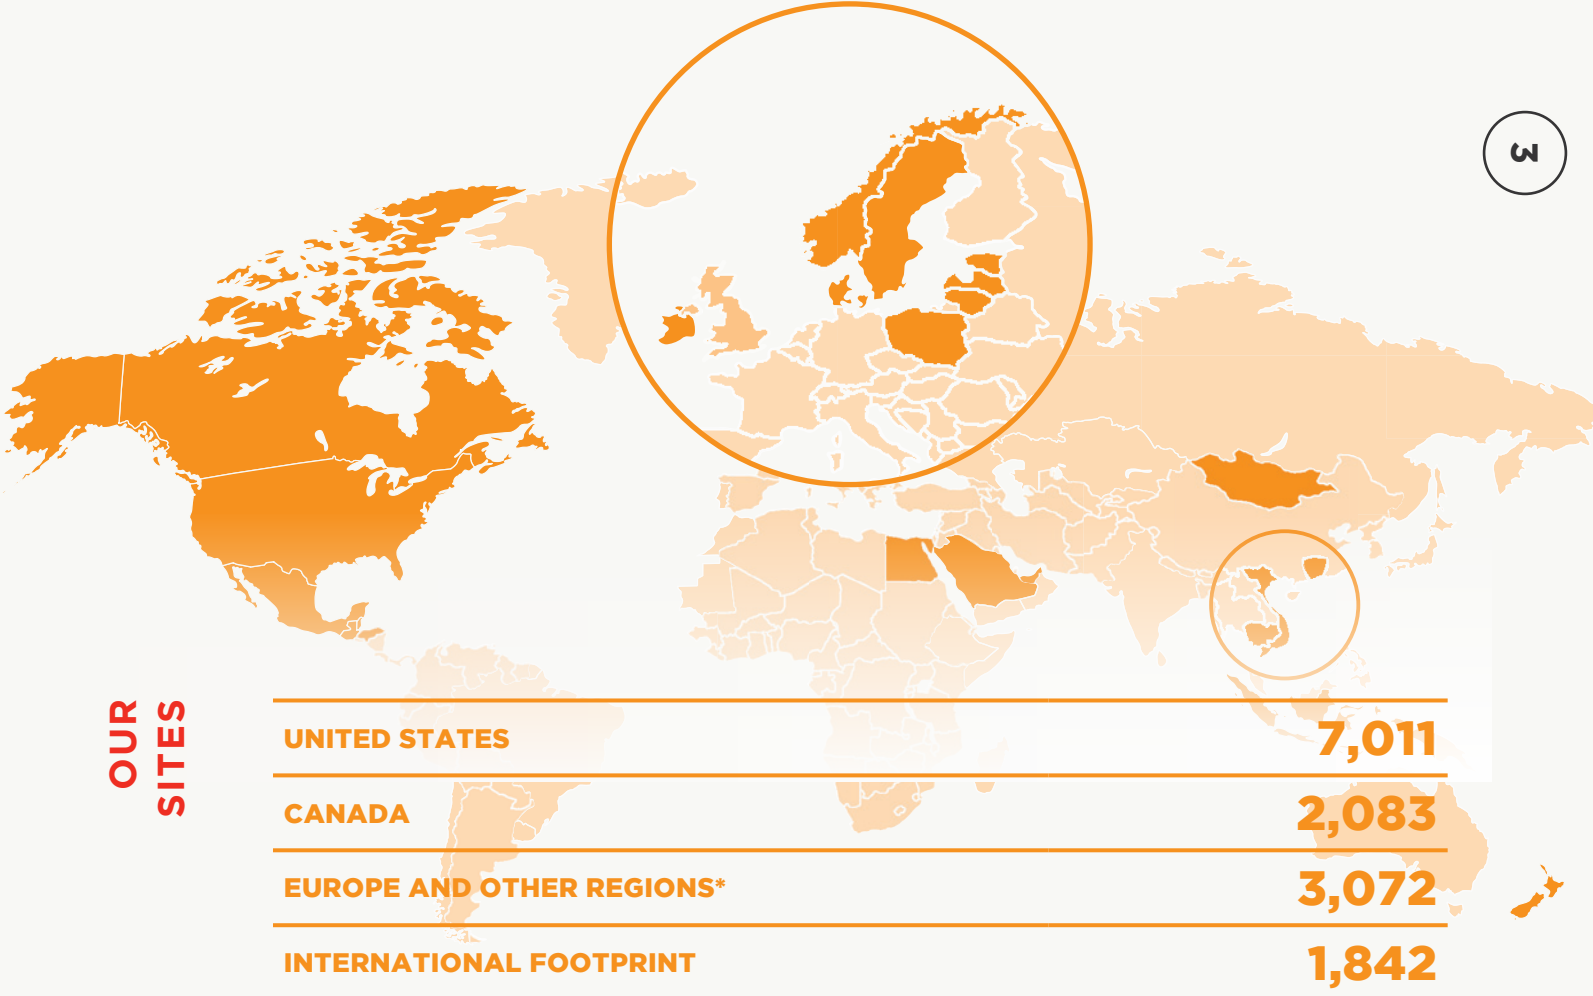 3
OUR
SITES
UNITED STATES 7,011
CANADA 2,083
EUROPE AND OTHER REGIONS* 3,072
INTERNATIONAL FOOTPRINT 1,842